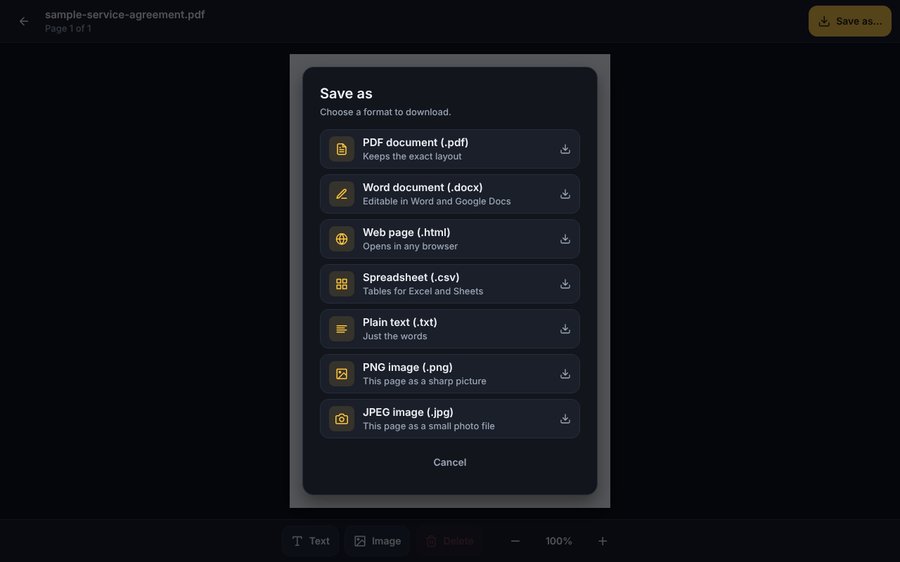 sample-service-agreement.pdf
Page 1 of 1
Save as...
Save as
Choose a format to download.
PDF document (.pdf)
Keeps the exact layout
Word document (.docx)
Editable in Word and Google Docs
Web page (.html)
Opens in any browser
Spreadsheet (.csv)
Tables for Excel and Sheets
Plain text (.txt)
Just the words
PNG image (.png)
This page as a sharp picture
JPEG image (.jpg)
This page as a small photo file
Cancel
Text Image Delete 100%